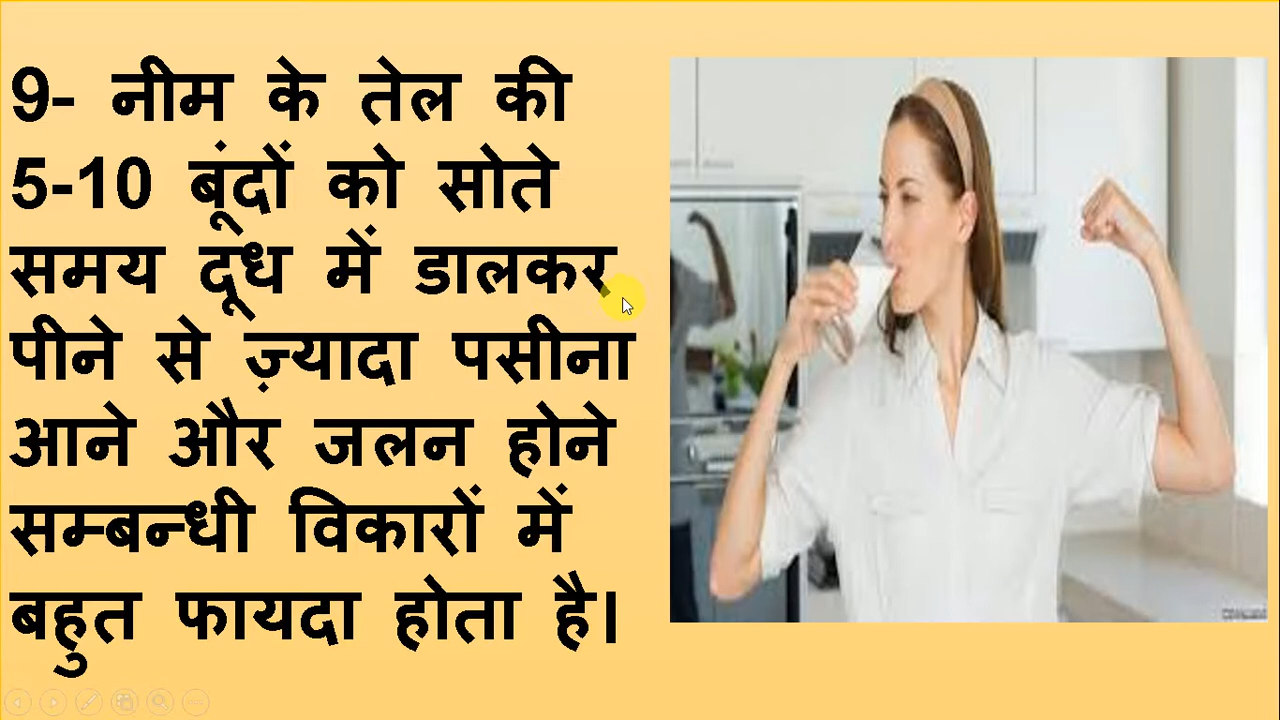 9- नीम के तेल की
5-10 बूंदों को सोते
समय दूध में डालकर
पीने से ज़्यादा पसीना
आने और जलन होने
सम्बन्धी विकारों में
बहुत फायदा होता है।